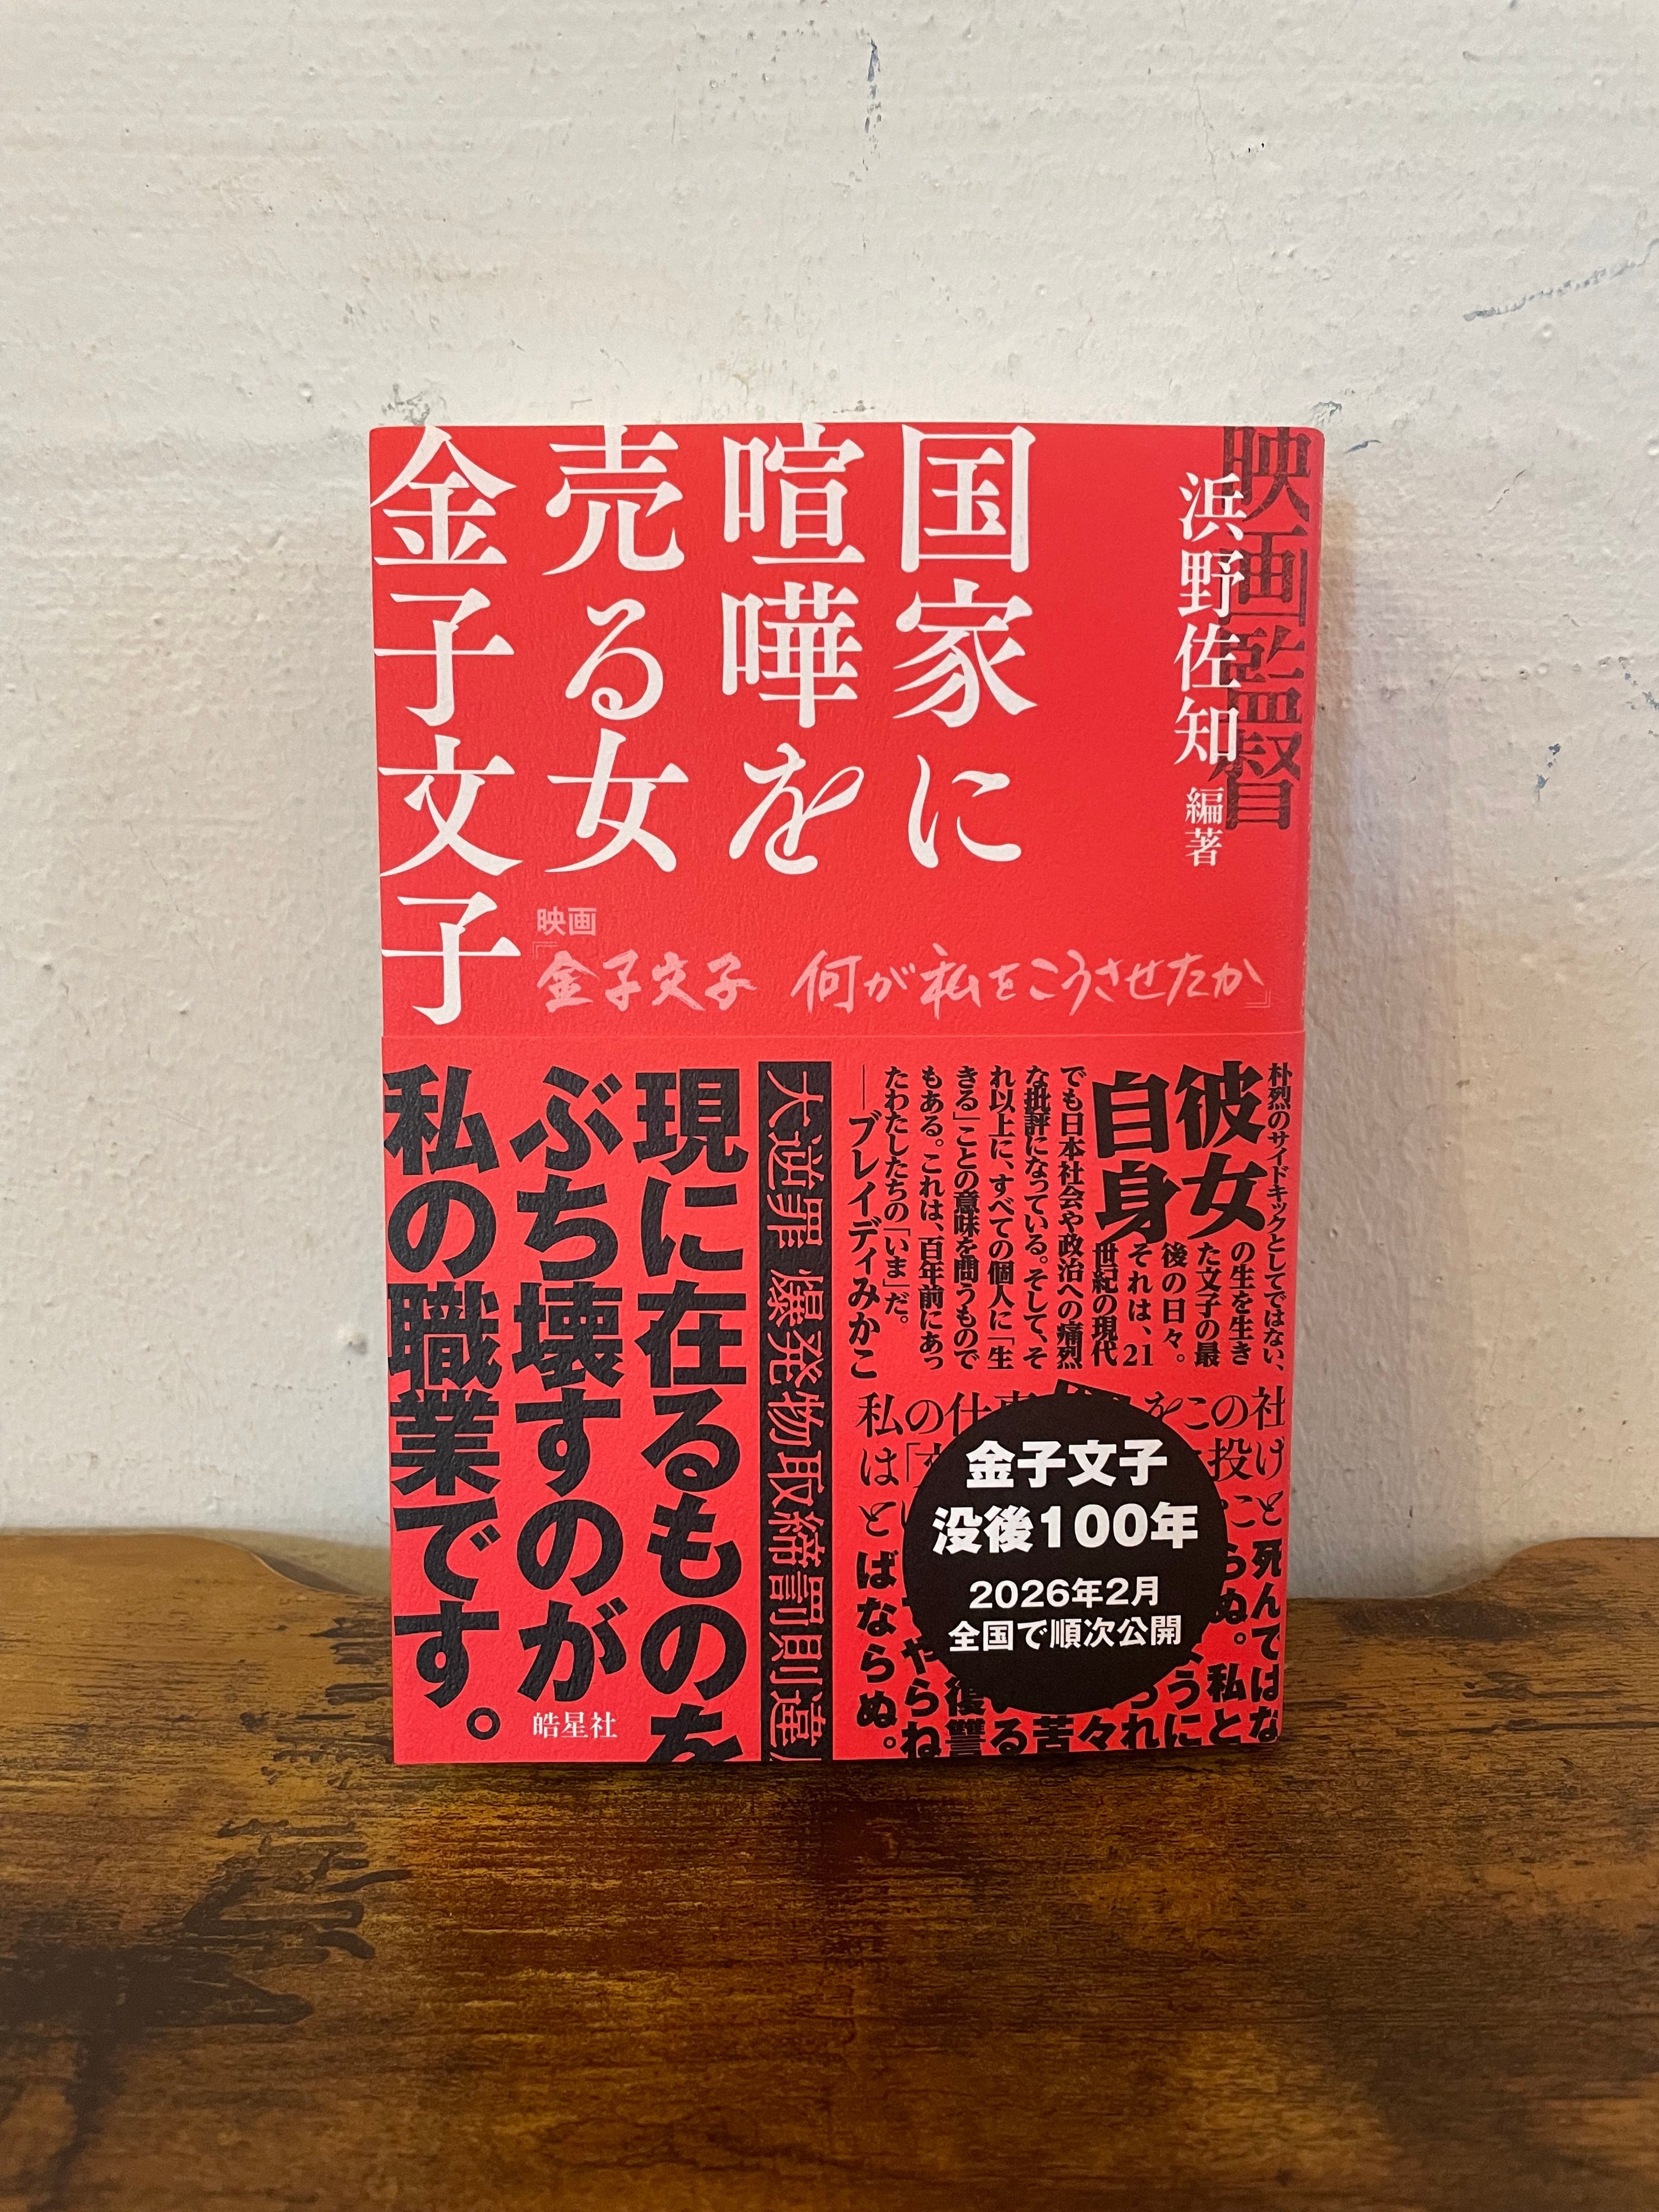 映画監督
浜野佐知 編著
国家に
喧嘩を
売る女
金子文子
映画
『金子文子 何が私をこうさせたか』
朴烈のサイドキックとしてではない、
彼女
自身
の生を生き
た文子の最
後の日々。
それは、21
世紀の現代
でも日本社会や政治への痛烈
な批評になっている。そして、そ
れ以上に、すべての個人に「生
きる」ことの意味を問うもので
もある。これは、百年前にあっ
たわたしたちの「いま」だ。
──ブレイディみかこ
大逆罪 爆発物取締罰則違
現に在るものを
ぶち壊すのが
私の職業です。
金子文子
没後100年
2026年2月
全国で順次公開
皓星社